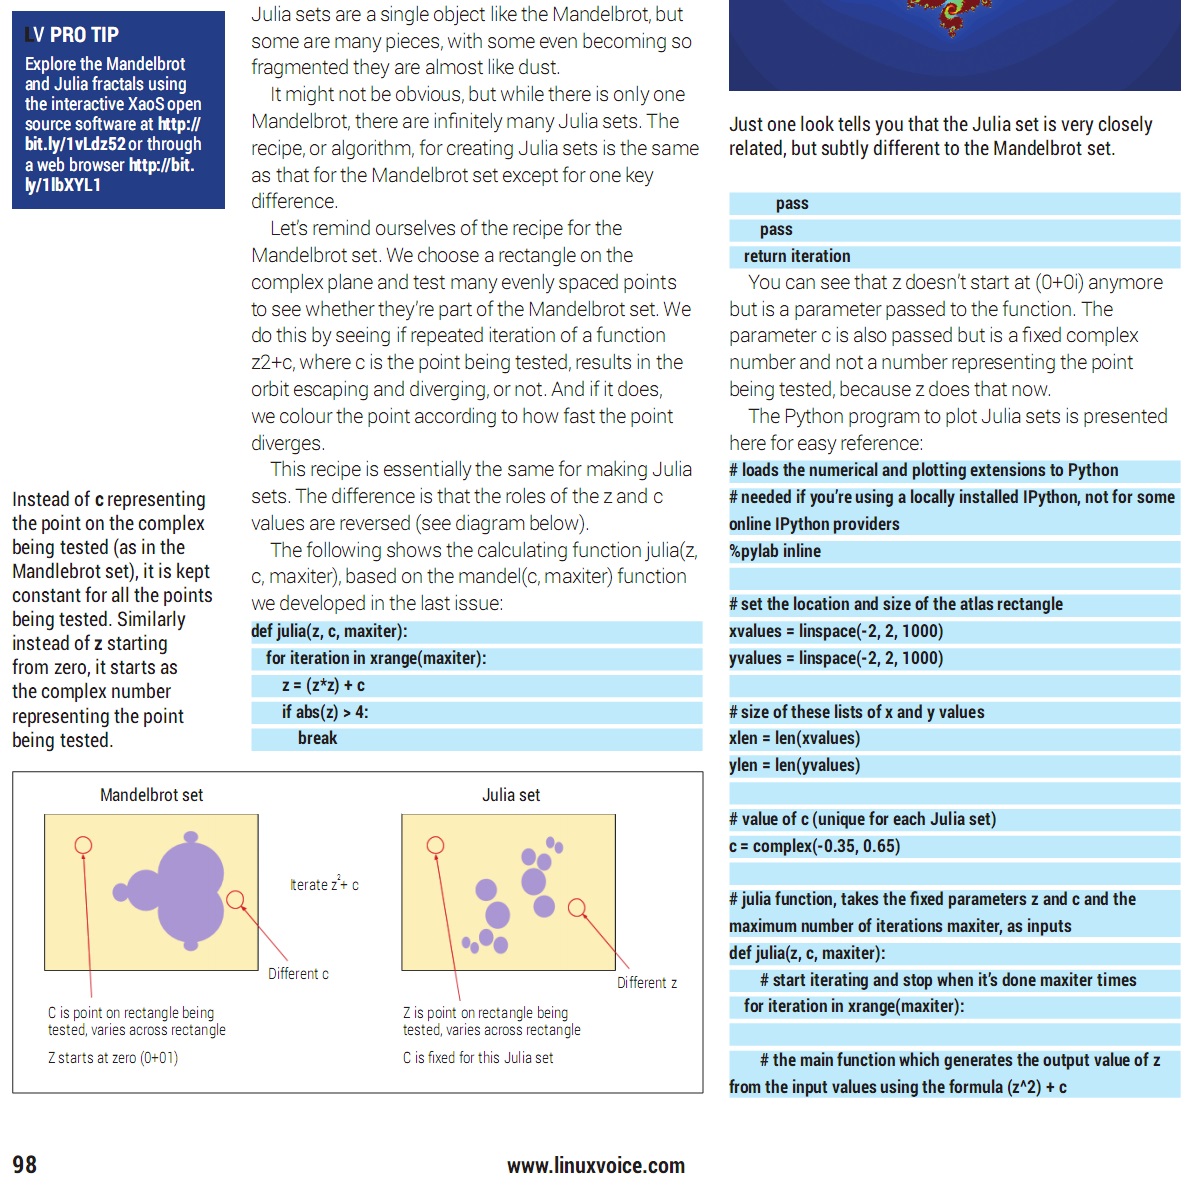 LV PRO TIP
Explore the Mandelbrot
and Julia fractals using
the interactive XaoS open
source software at http://
bit.ly/1vLdz52 or through
a web browser http://bit.
ly/1lbXYL1
Instead of c representing
the point on the complex
being tested (as in the
Mandlebrot set), it is kept
constant for all the points
being tested. Similarly
instead of z starting
from zero, it starts as
the complex number
representing the point
being tested.
Julia sets are a single object like the Mandelbrot, but
some are many pieces, with some even becoming so
fragmented they are almost like dust.
It might not be obvious, but while there is only one
Mandelbrot, there are infinitely many Julia sets. The
recipe, or algorithm, for creating Julia sets is the same
as that for the Mandelbrot set except for one key
difference.
Let's remind ourselves of the recipe for the
Mandelbrot set. We choose a rectangle on the
complex plane and test many evenly spaced points
to see whether they're part of the Mandelbrot set. We
do this by seeing if repeated iteration of a function
z2+c, where c is the point being tested, results in the
orbit escaping and diverging, or not. And if it does,
we colour the point according to how fast the point
diverges.
This recipe is essentially the same for making Julia
sets. The difference is that the roles of the z and c
values are reversed (see diagram below).
The following shows the calculating function julia(z,
c, maxiter), based on the mandel(c, maxiter) function
we developed in the last issue:
def julia(z, c, maxiter):
for iteration in xrange(maxiter):
z = (z*z) + c
if abs(z) > 4:
break
Mandelbrot set
Iterate z²+ c
Different c
C is point on rectangle being
tested, varies across rectangle
Z starts at zero (0+01)
Julia set
Different z
Z is point on rectangle being
tested, varies across rectangle
C is fixed for this Julia set
Just one look tells you that the Julia set is very closely
related, but subtly different to the Mandelbrot set.
pass
pass
return iteration
You can see that z doesn't start at (0+0i) anymore
but is a parameter passed to the function. The
parameter c is also passed but is a fixed complex
number and not a number representing the point
being tested, because z does that now.
The Python program to plot Julia sets is presented
here for easy reference:
# loads the numerical and plotting extensions to Python
# needed if you're using a locally installed IPython, not for some
online IPython providers
%pylab inline
# set the location and size of the atlas rectangle
xvalues = linspace(-2, 2, 1000)
yvalues = linspace(-2, 2, 1000)
# size of these lists of x and y values
xlen = len(xvalues)
ylen = len(yvalues)
# value of c (unique for each Julia set)
c = complex(-0.35, 0.65)
# julia function, takes the fixed parameters z and c and the
maximum number of iterations maxiter, as inputs
def julia(z, c, maxiter):
# start iterating and stop when it's done maxiter times
for iteration in xrange(maxiter):
# the main function which generates the output value of z
from the input values using the formula (z^2) + c
98
www.linuxvoice.com